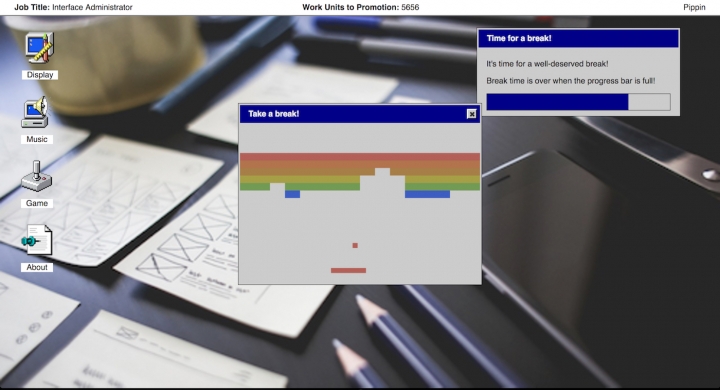 Job Title: Interface Administrator
Work Units to Promotion: 5656
Pippin
Display
Music
Game
About
Time for a break!
It's time for a well-deserved break!
Break time is over when the progress bar is full!
Take a break!